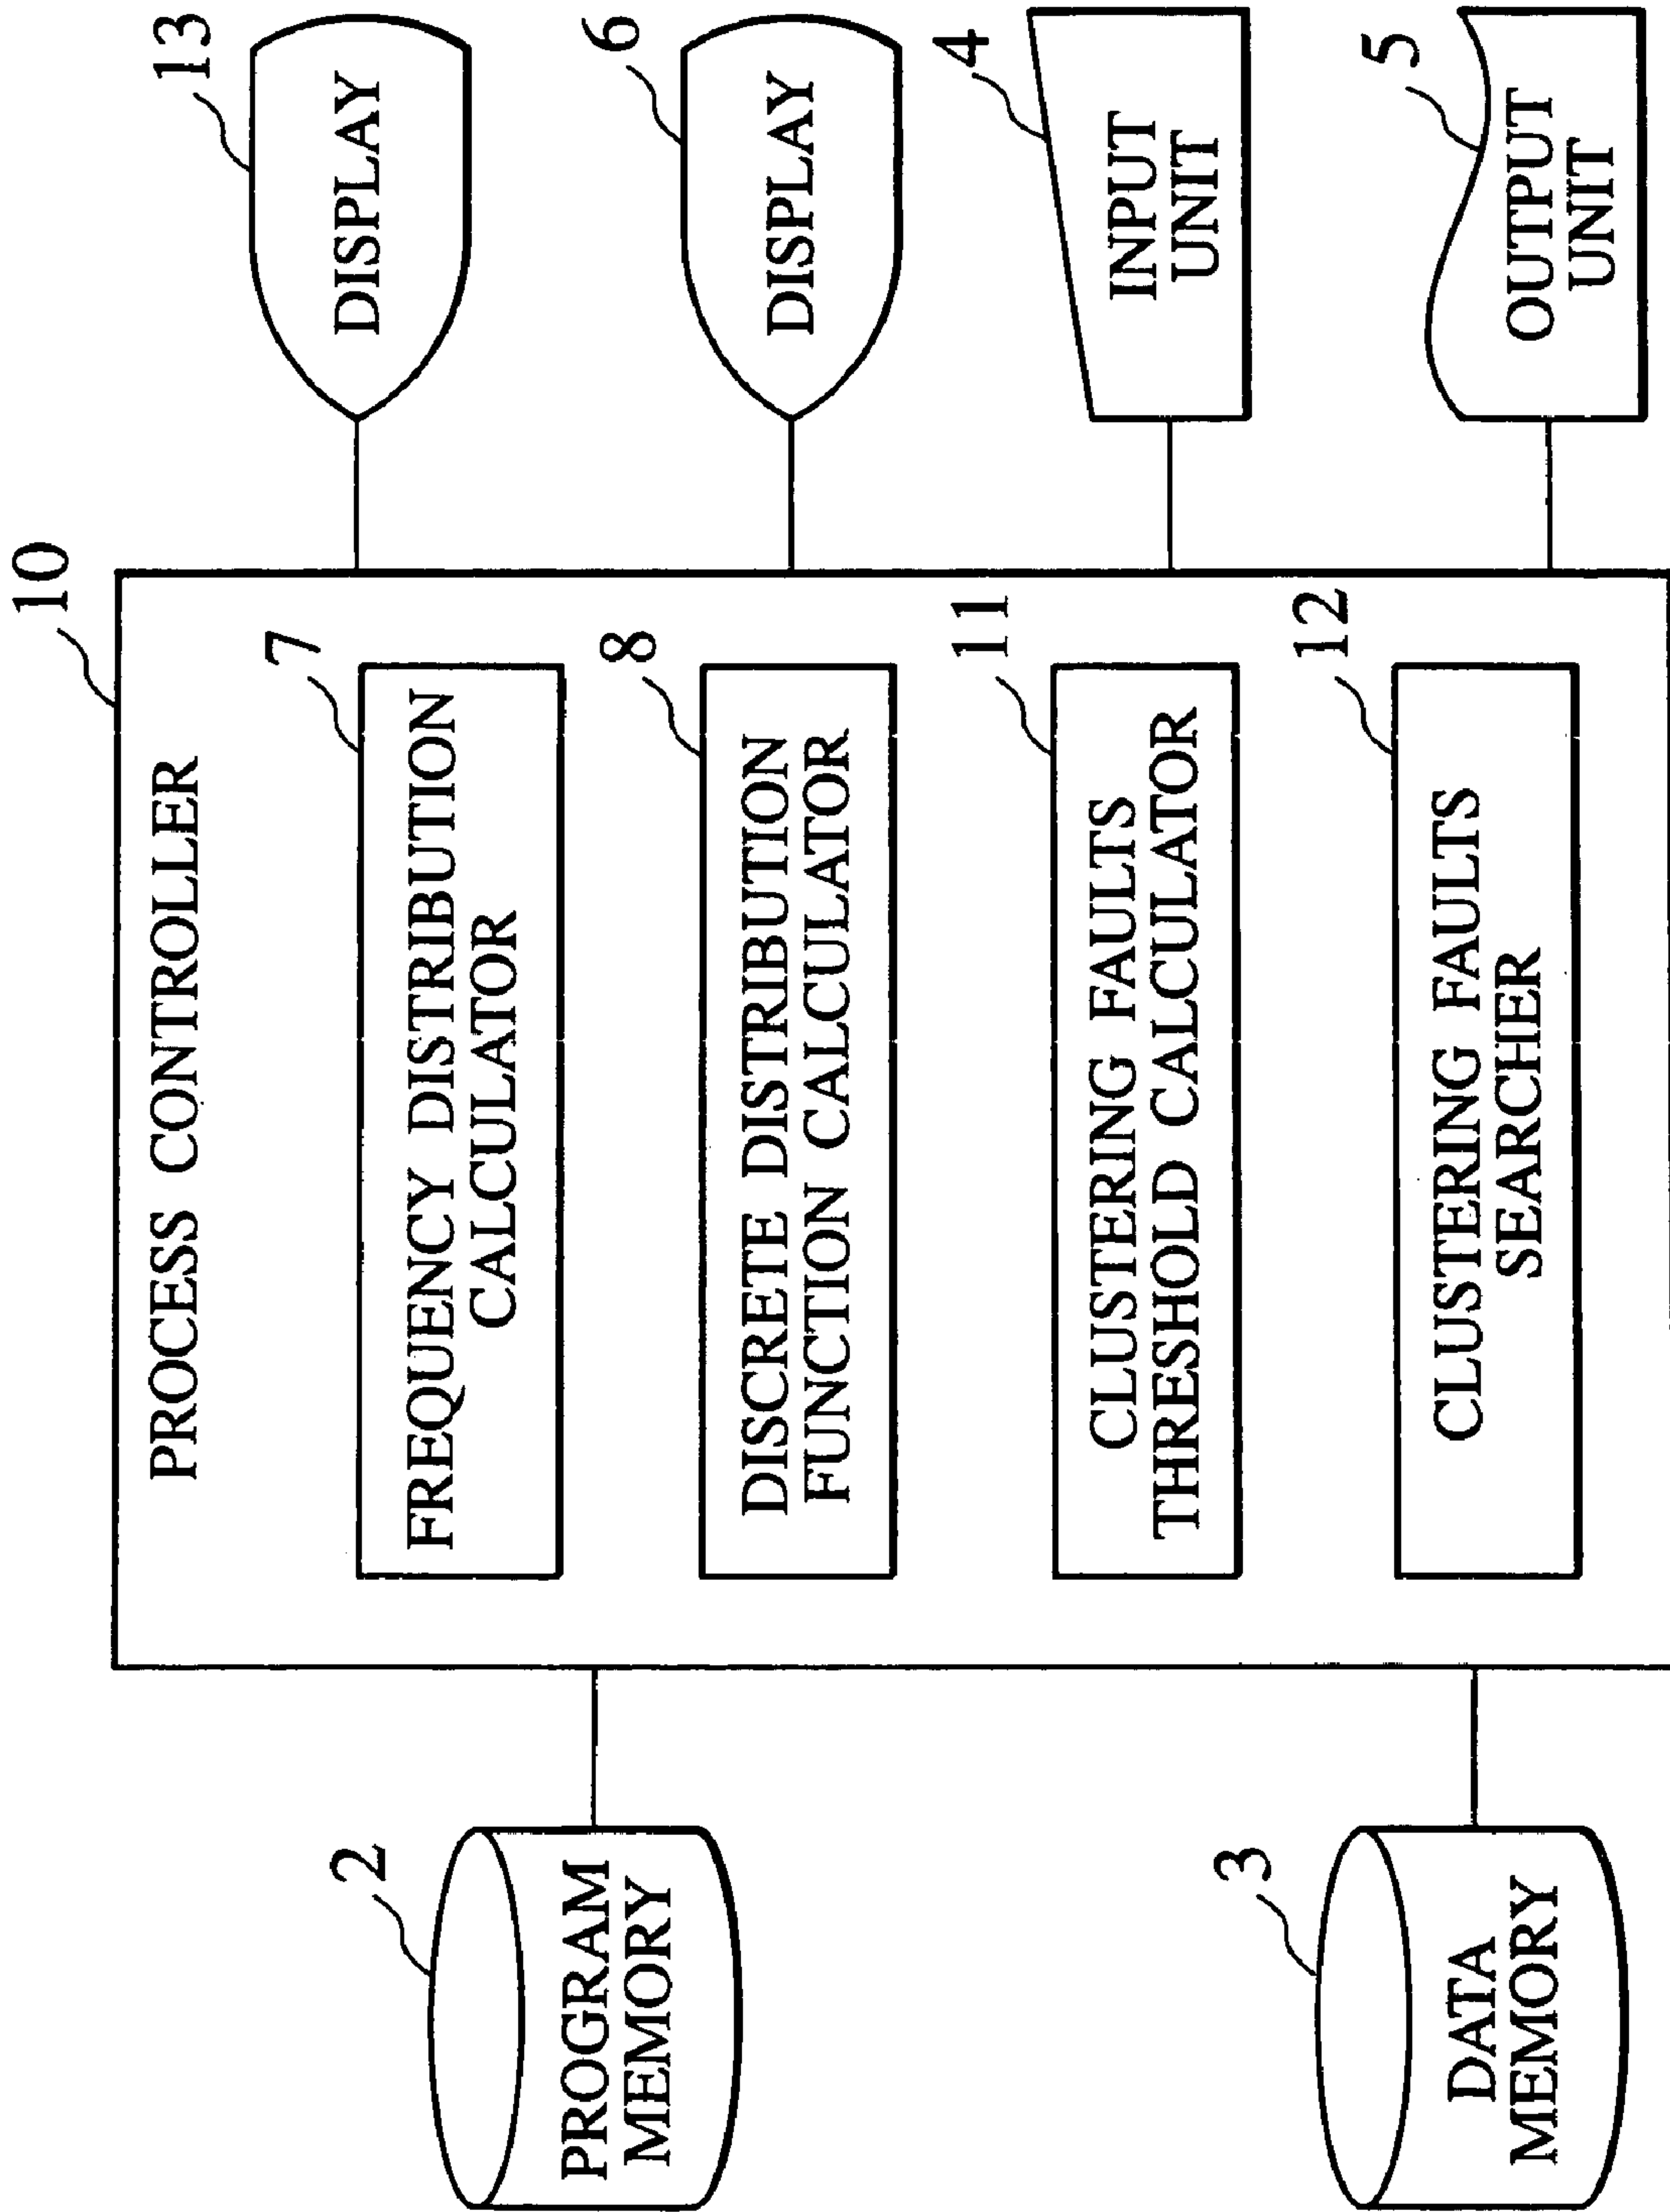 10
PROCESS CONTROLLER
2
PROGRAM
MEMORY
3
DATA
MEMORY
7
FREQUENCY DISTRIBUTION
CALCULATOR
8
DISCRETE DISTRIBUTION
FUNCTION CALCULATOR
11
CLUSTERING FAULTS
THRESHOLD CALCULATOR
12
CLUSTERING FAULTS
SEARCHER
13
DISPLAY
6
DISPLAY
4
INPUT
UNIT
5
OUTPUT
UNIT